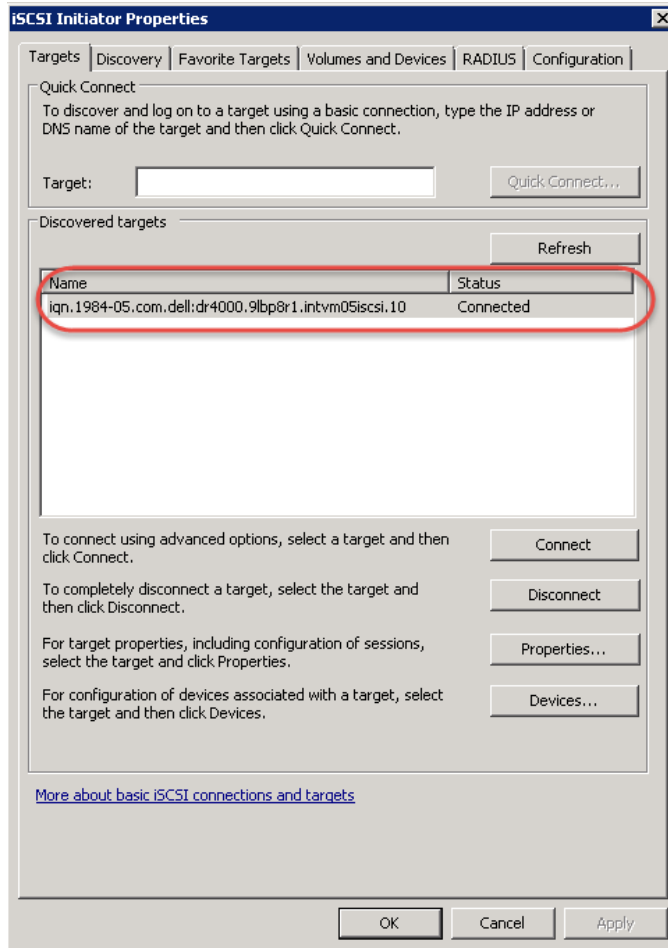 iSCSI Initiator Properties
Targets Discovery Favorite Targets Volumes and Devices RADIUS Configuration
Quick Connect
To discover and log on to a target using a basic connection, type the IP address or
DNS name of the target and then click Quick Connect.
Target: Quick Connect...
Discovered targets
Refresh
Name Status
iqn.1984-05.com.dell:dr4000.9lbp8r1.intvm05iscsi.10 Connected
To connect using advanced options, select a target and then
click Connect.
Connect
To completely disconnect a target, select the target and
then click Disconnect.
Disconnect
For target properties, including configuration of sessions,
select the target and click Properties.
Properties...
For configuration of devices associated with a target, select
the target and then click Devices.
Devices...
More about basic iSCSI connections and targets
OK Cancel Apply